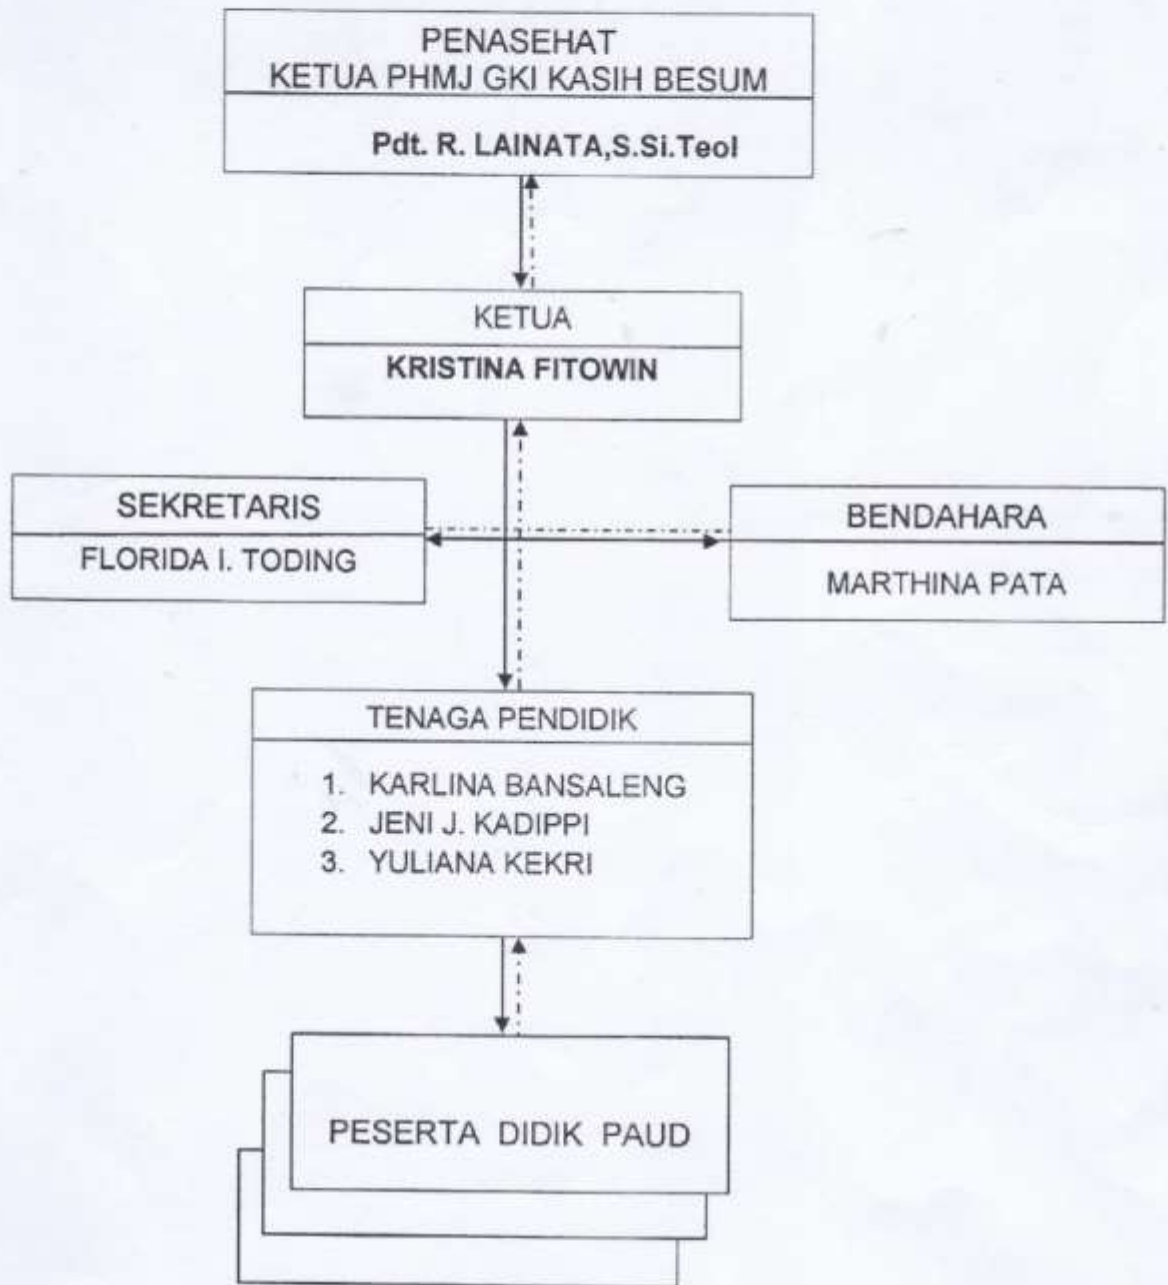 PENASEHAT
KETUA PHMJ GKI KASIH BESUM
Pdt. R. LAINATA,S.Si.Teol
KETUA
KRISTINA FITOWIN
SEKRETARIS
FLORIDA I. TODING
BENDAHARA
MARTHINA PATA
TENAGA PENDIDIK
1. KARLINA BANSALENG
2. JENI J. KADIPPI
3. YULIANA KEKRI
PESERTA DIDIK PAUD